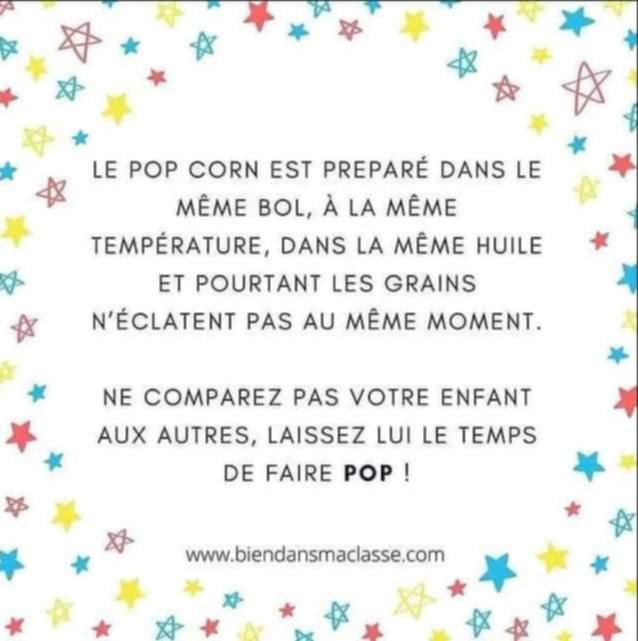 LE POP CORN EST PREPARÉ DANS LE
MÊME BOL, À LA MÊME
TEMPÉRATURE, DANS LA MÊME HUILE
ET POURTANT LES GRAINS
N'ÉCLATENT PAS AU MÊME MOMENT.
NE COMPAREZ PAS VOTRE ENFANT
AUX AUTRES, LAISSEZ LUI LE TEMPS
DE FAIRE POP !
www.biendansmaclasse.com